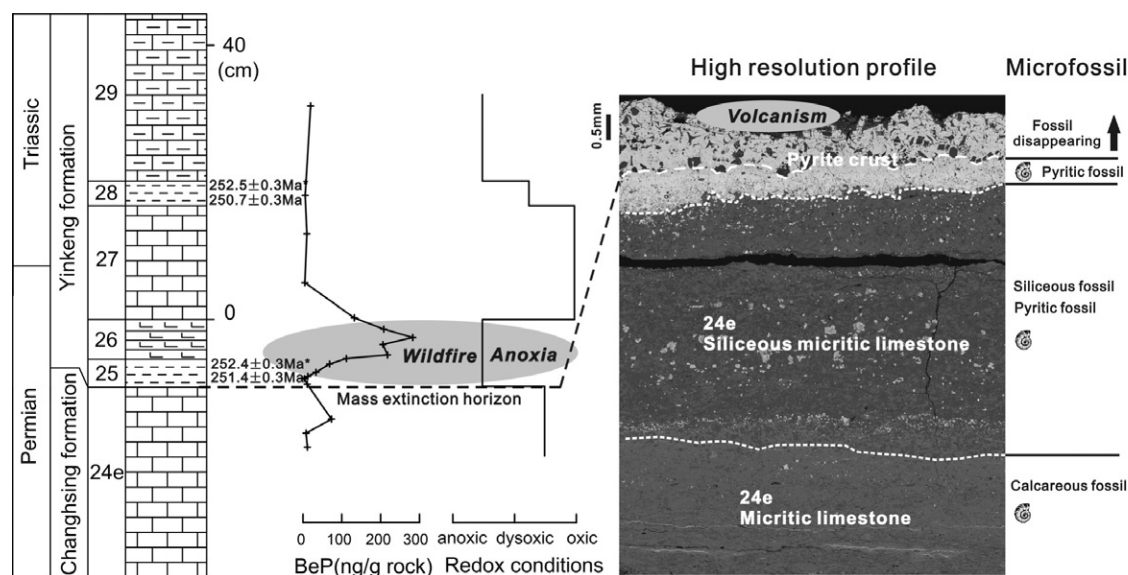 Triassic
Permian
Yinkeng formation
Changhsing formation
29
28
27
26
25
24e
40
(cm)
0
252.5±0.3Ma*
250.7±0.3Ma
252.4±0.3Ma*
251.4±0.3Ma
Wildfire
Anoxia
Mass extinction horizon
0 100 200 300
BeP(ng/g rock)
anoxic dysoxic oxic
Redox conditions
High resolution profile
0.5mm
Volcanism
Pyrite crust
24e
Siliceous micritic limestone
24e
Micritic limestone
Microfossil
Fossil
disappearing
Pyritic fossil
Siliceous fossil
Pyritic fossil
Calcareous fossil